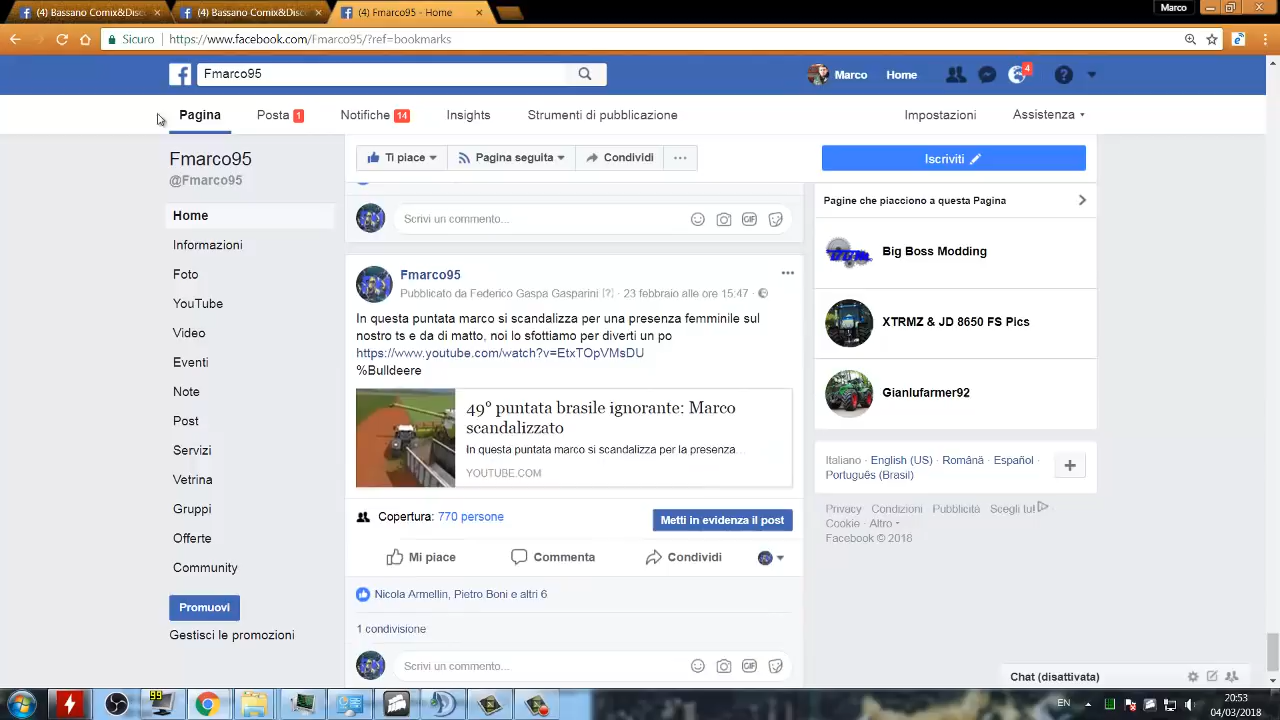 (4) Bassano Comix&Disc
(4) Bassano Comix&Disc
(4) Fmarco95 - Home
Marco
Sicuro
https://www.facebook.com/Fmarco95/?ref=bookmarks
Fmarco95
Marco
Home
4
Pagina
Posta 1
Notifiche 14
Insights
Strumenti di pubblicazione
Impostazioni
Assistenza
Fmarco95
@Fmarco95
Home
Informazioni
Foto
YouTube
Video
Eventi
Note
Post
Servizi
Vetrina
Gruppi
Offerte
Community
Promuovi
Gestisci le promozioni
Ti piace
Pagina seguita
Condividi
Iscriviti
Scrivi un commento...
GIF
Fmarco95
Pubblicato da Federico Gaspa Gasparini [?] · 23 febbraio alle ore 15:47 ·
In questa puntata marco si scandalizza per una presenza femminile sul
nostro ts e da di matto, noi lo sfottiamo per diverti un po
https://www.youtube.com/watch?v=EtxTOpVMsDU
%Bulldeere
49° puntata brasile ignorante: Marco
scandalizzato
In questa puntata marco si scandalizza per la presenza...
YOUTUBE.COM
Copertura: 770 persone
Metti in evidenza il post
Mi piace
Commenta
Condividi
Nicola Armellin, Pietro Boni e altri 6
1 condivisione
Scrivi un commento...
GIF
Pagine che piacciono a questa Pagina
Big Boss Modding
XTRMZ & JD 8650 FS Pics
Gianlufarmer92
Italiano · English (US) · Română · Español ·
Português (Brasil)
Privacy · Condizioni · Pubblicità · Scegli tu!
Cookie · Altro
Facebook © 2018
Chat (disattivata)
99
EN
20:53
04/03/2018